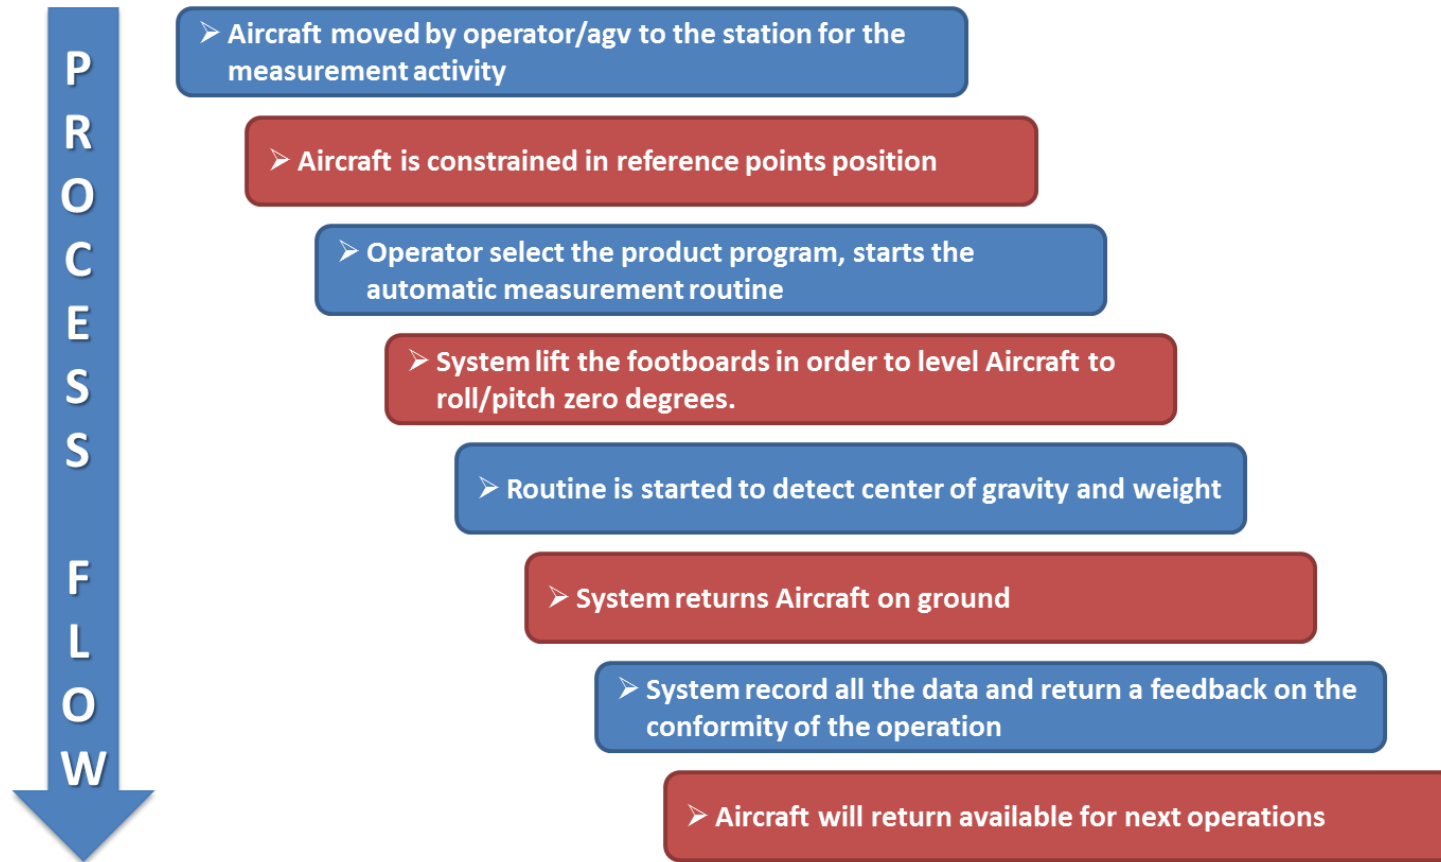 PROCESS FLOW
➢ Aircraft moved by operator/agv to the station for the
measurement activity
➢ Aircraft is constrained in reference points position
➢ Operator select the product program, starts the
automatic measurement routine
➢ System lift the footboards in order to level Aircraft to
roll/pitch zero degrees.
➢ Routine is started to detect center of gravity and weight
➢ System returns Aircraft on ground
➢ System record all the data and return a feedback on the
conformity of the operation
➢ Aircraft will return available for next operations